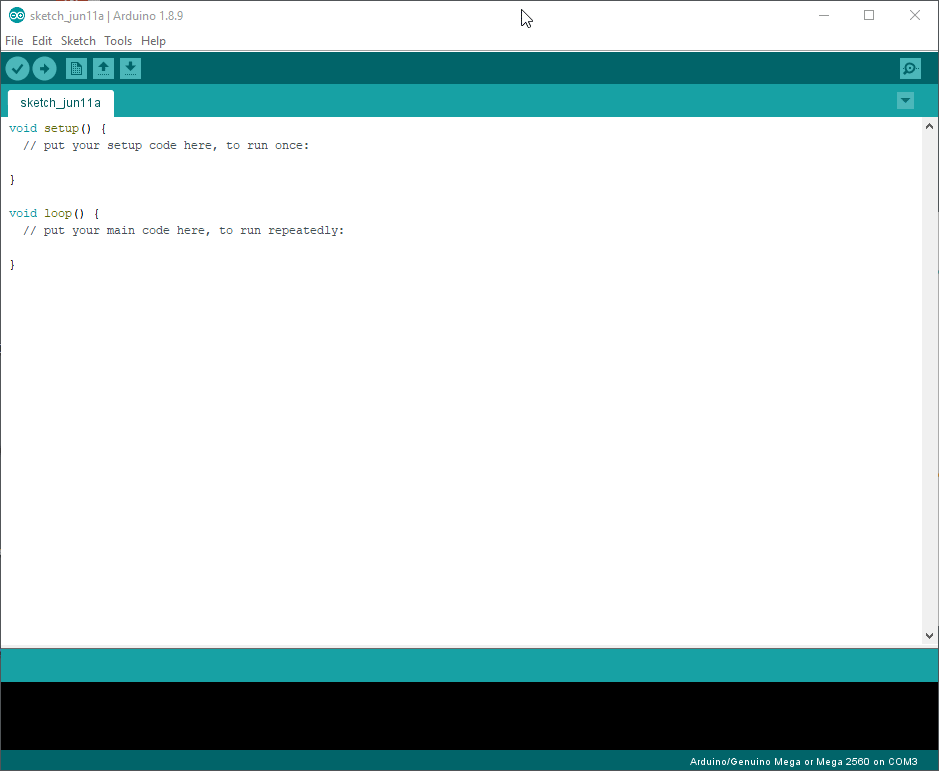 sketch_jun11a | Arduino 1.8.9
File Edit Sketch Tools Help
sketch_jun11a
void setup() {
  // put your setup code here, to run once:
}
void loop() {
  // put your main code here, to run repeatedly:
}
Arduino/Genuino Mega or Mega 2560 on COM3